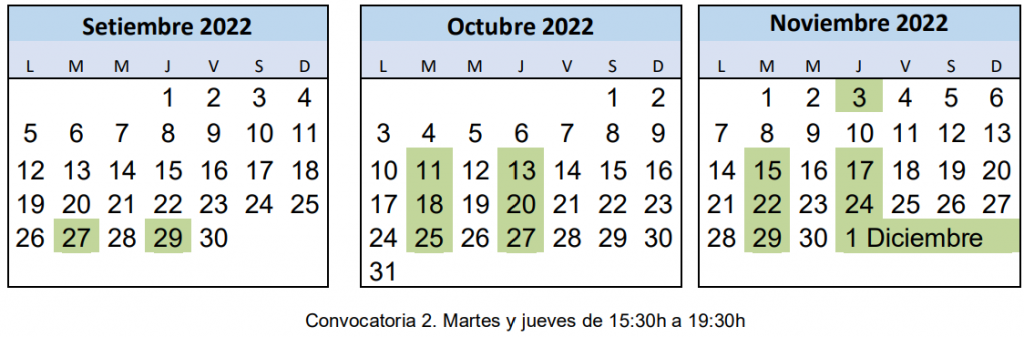 Setiembre 2022
L M M J V S D
1 2 3 4
5 6 7 8 9 10 11
12 13 14 15 16 17 18
19 20 21 22 23 24 25
26 27 28 29 30
Octubre 2022
L M M J V S D
1 2
3 4 5 6 7 8 9
10 11 12 13 14 15 16
17 18 19 20 21 22 23
24 25 26 27 28 29 30
31
Noviembre 2022
L M M J V S D
1 2 3 4 5 6
7 8 9 10 11 12 13
14 15 16 17 18 19 20
21 22 23 24 25 26 27
28 29 30 1 Diciembre
Convocatoria 2. Martes y jueves de 15:30h a 19:30h